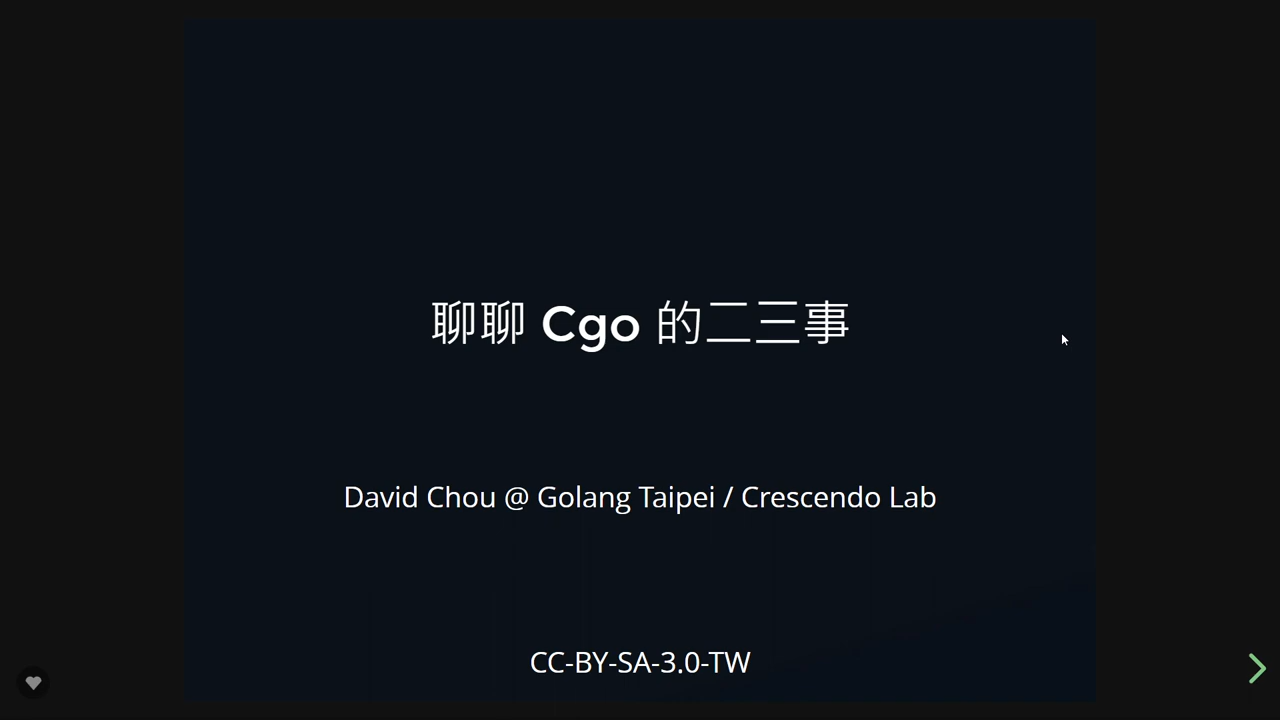 聊聊 Cgo 的二三事
David Chou @ Golang Taipei / Crescendo Lab
CC-BY-SA-3.0-TW